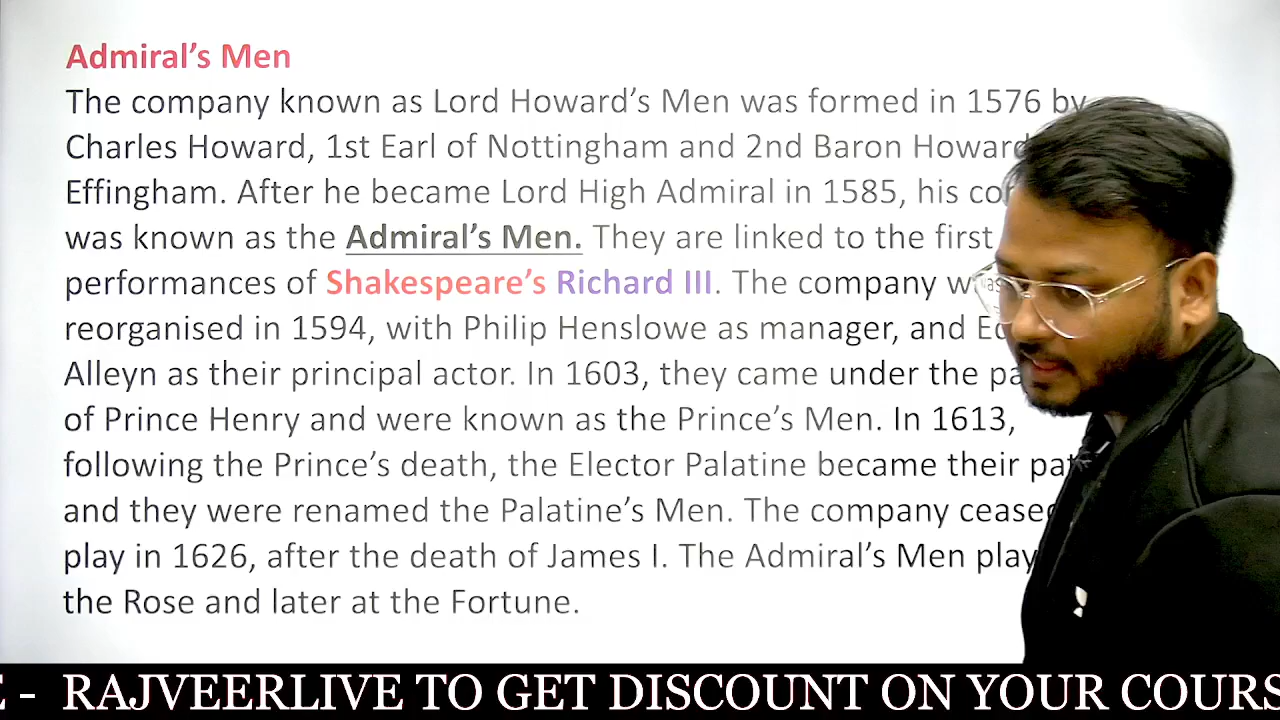 Admiral's Men
The company known as Lord Howard's Men was formed in 1576 by
Charles Howard, 1st Earl of Nottingham and 2nd Baron Howard
Effingham. After he became Lord High Admiral in 1585, his
was known as the Admiral's Men. They are linked to the first
performances of Shakespeare's Richard III. The company was
reorganised in 1594, with Philip Henslowe as manager, and
Alleyn as their principal actor. In 1603, they came under the
of Prince Henry and were known as the Prince's Men. In 1613,
following the Prince's death, the Elector Palatine became their
and they were renamed the Palatine's Men. The company ceased
play in 1626, after the death of James I. The Admiral's Men play
the Rose and later at the Fortune.
E - RAJVEERLIVE TO GET DISCOUNT ON YOUR COURS